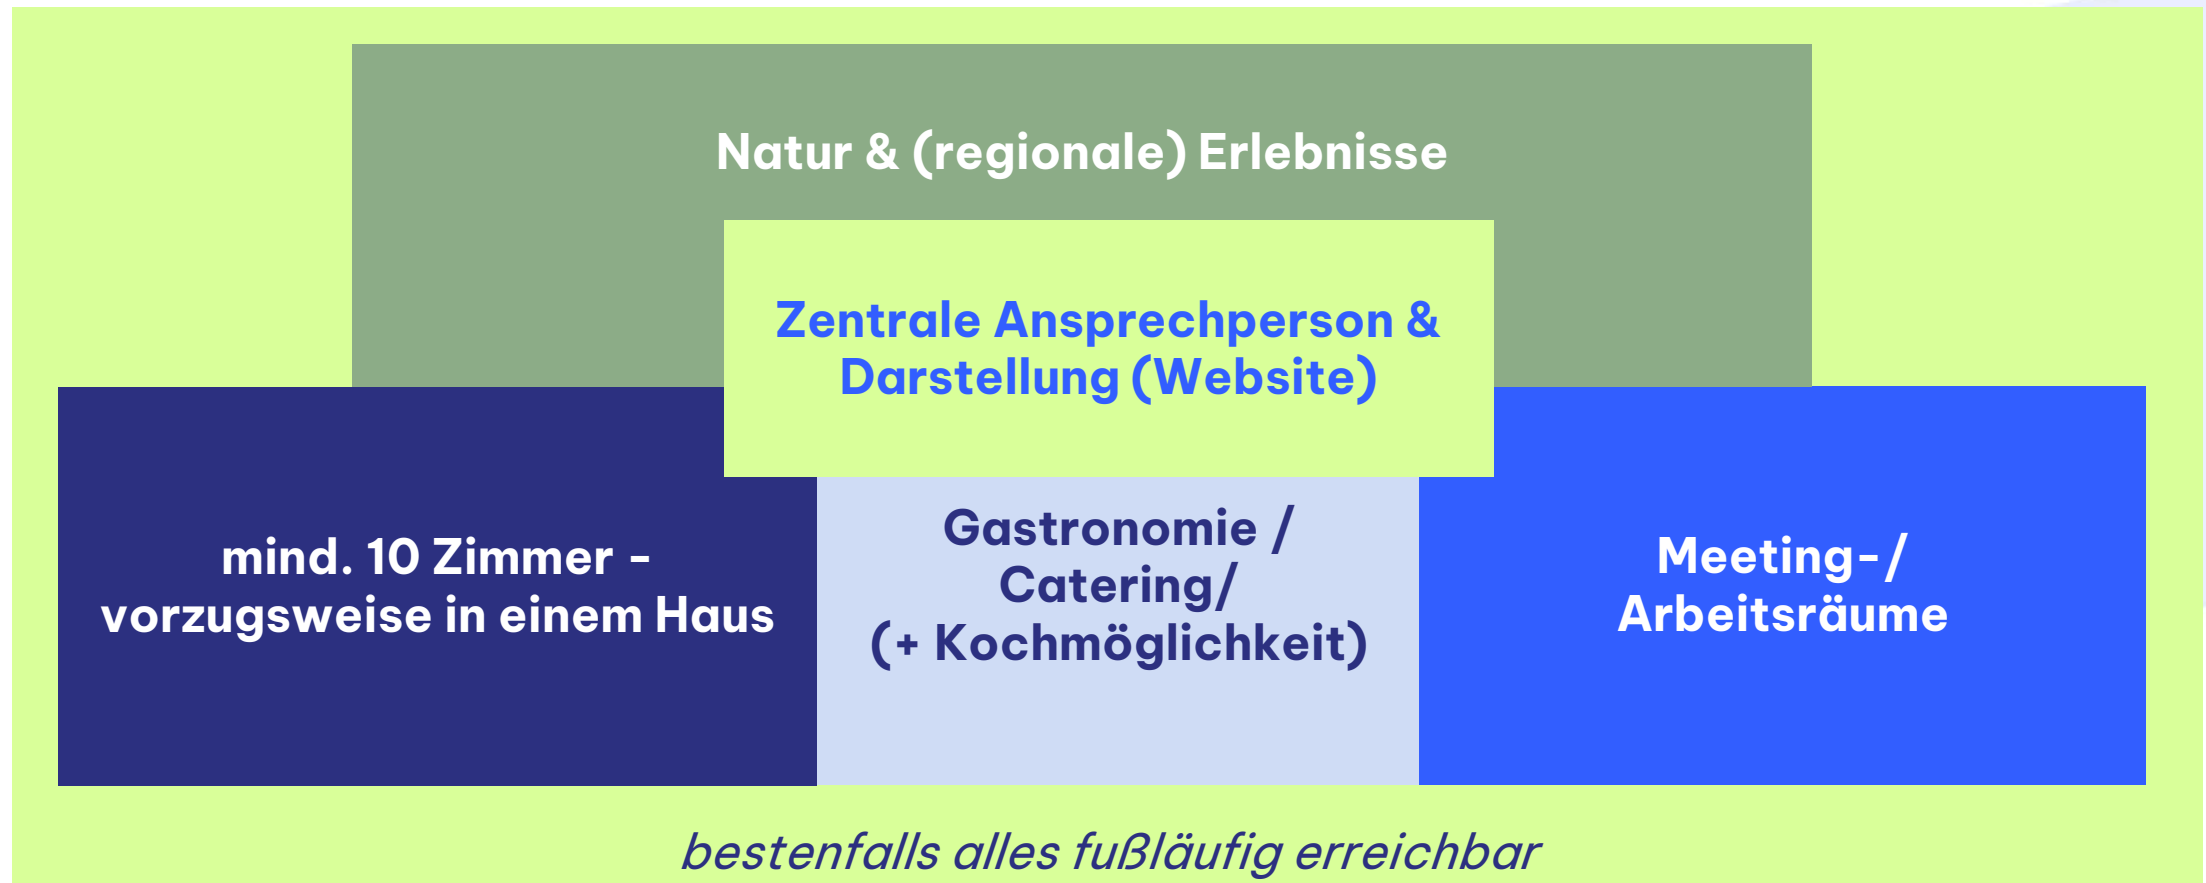 Natur & (regionale) Erlebnisse
Zentrale Ansprechperson &
Darstellung (Website)
mind. 10 Zimmer -
vorzugsweise in einem Haus
Gastronomie /
Catering/
(+ Kochmöglichkeit)
Meeting-/
Arbeitsräume
bestenfalls alles fußläufig erreichbar